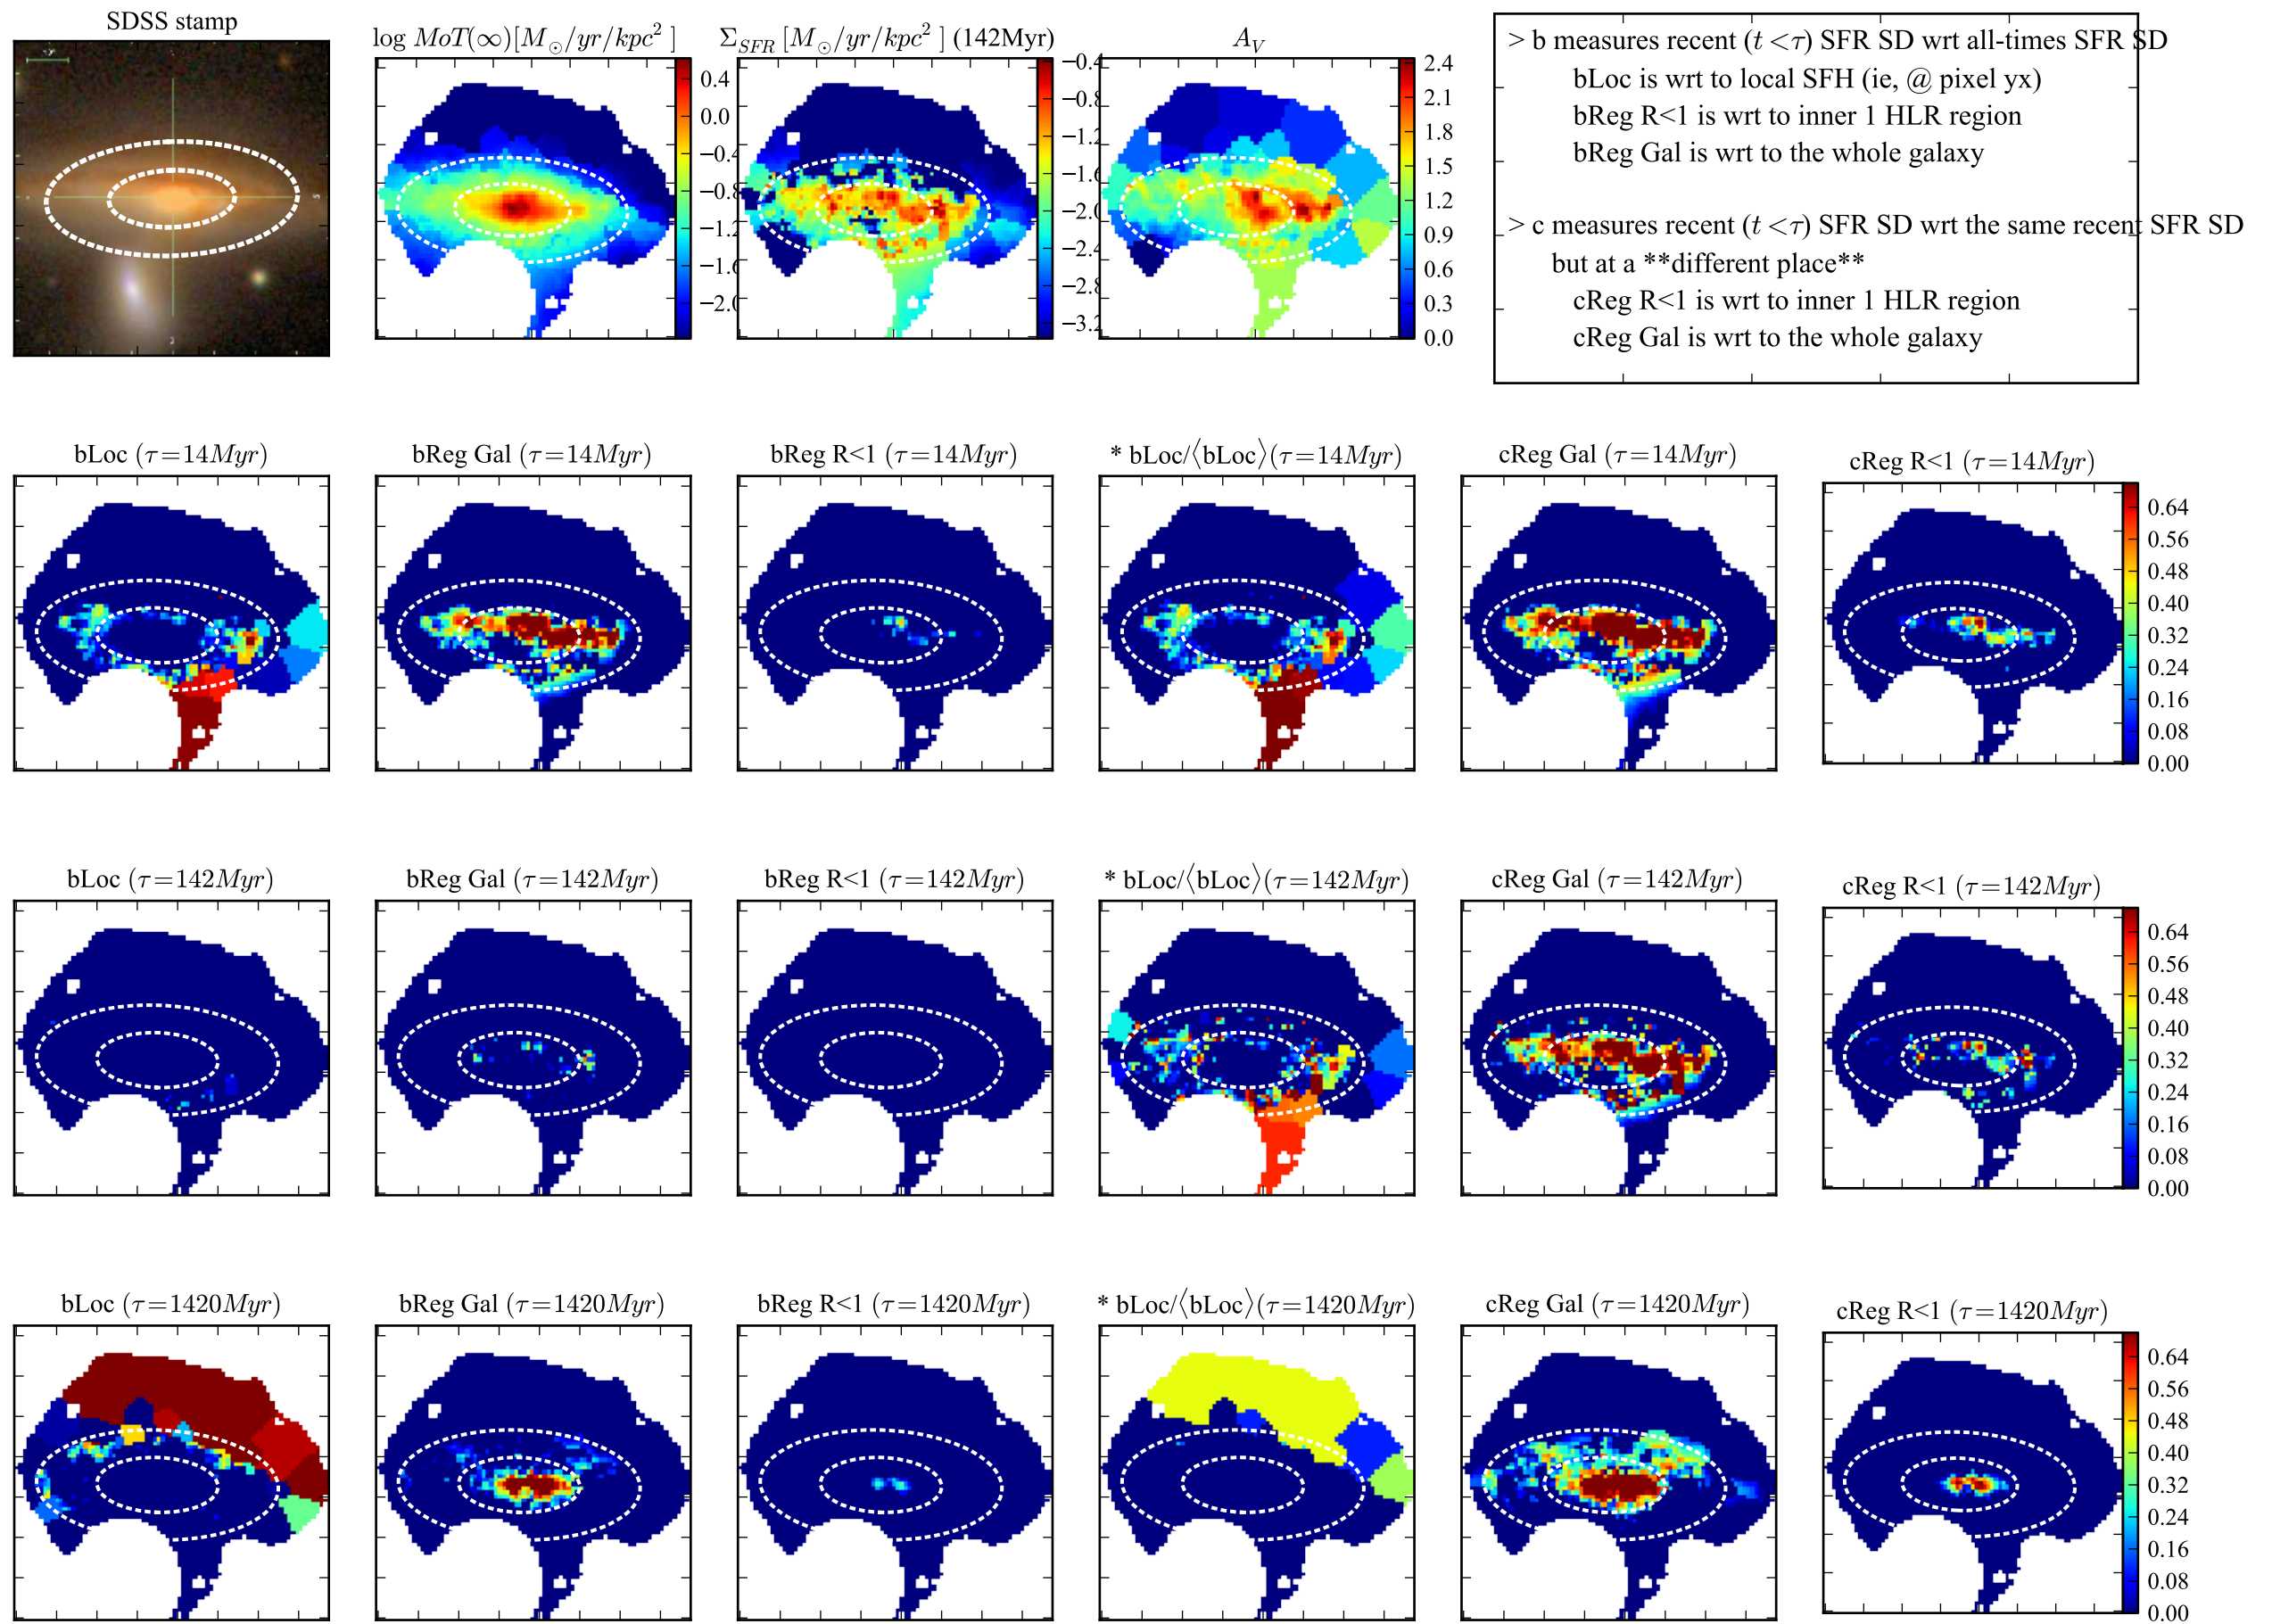 SDSS stamp
log MoT(∞)[M⊙/yr/kpc²]
Σ_SFR [M⊙/yr/kpc²] (142Myr)
A_V
0.4
0.0
−0.4
−0.8
−1.2
−1.6
−2.0
−0.4
−0.8
−1.2
−1.6
−2.0
−2.4
−2.8
−3.2
2.4
2.1
1.8
1.5
1.2
0.9
0.6
0.3
0.0
> b measures recent (t <τ) SFR SD wrt all-times SFR SD
bLoc is wrt to local SFH (ie, @ pixel yx)
bReg R<1 is wrt to inner 1 HLR region
bReg Gal is wrt to the whole galaxy
> c measures recent (t <τ) SFR SD wrt the same recent SFR SD
but at a **different place**
cReg R<1 is wrt to inner 1 HLR region
cReg Gal is wrt to the whole galaxy
bLoc (τ=14Myr)
bReg Gal (τ=14Myr)
bReg R<1 (τ=14Myr)
* bLoc/⟨bLoc⟩(τ=14Myr)
cReg Gal (τ=14Myr)
cReg R<1 (τ=14Myr)
0.64
0.56
0.48
0.40
0.32
0.24
0.16
0.08
0.00
bLoc (τ=142Myr)
bReg Gal (τ=142Myr)
bReg R<1 (τ=142Myr)
* bLoc/⟨bLoc⟩(τ=142Myr)
cReg Gal (τ=142Myr)
cReg R<1 (τ=142Myr)
0.64
0.56
0.48
0.40
0.32
0.24
0.16
0.08
0.00
bLoc (τ=1420Myr)
bReg Gal (τ=1420Myr)
bReg R<1 (τ=1420Myr)
* bLoc/⟨bLoc⟩(τ=1420Myr)
cReg Gal (τ=1420Myr)
cReg R<1 (τ=1420Myr)
0.64
0.56
0.48
0.40
0.32
0.24
0.16
0.08
0.00